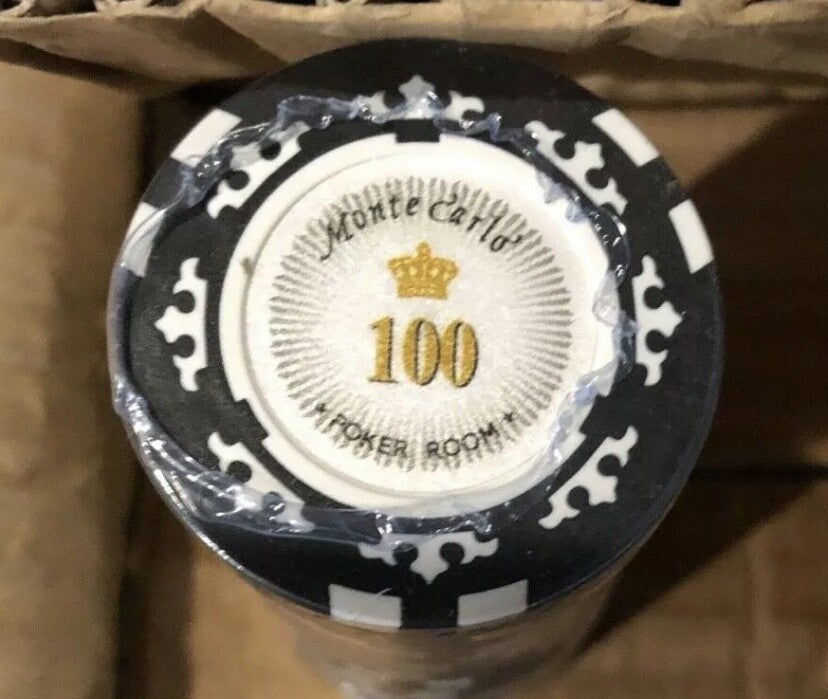 Monte Carlo
100
★ POKER ROOM ★